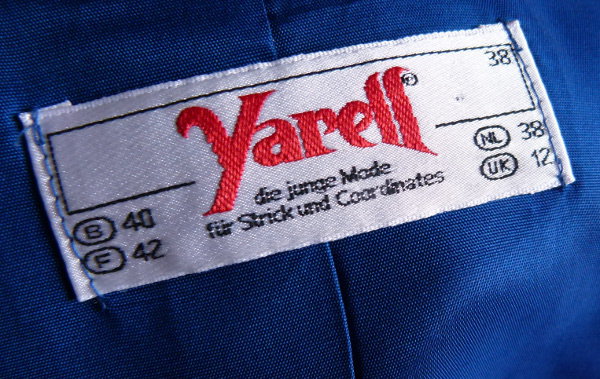 38
Yarell®
die junge Mode
für Strick und Coordinates
B 40
F 42
NL 38
UK 12